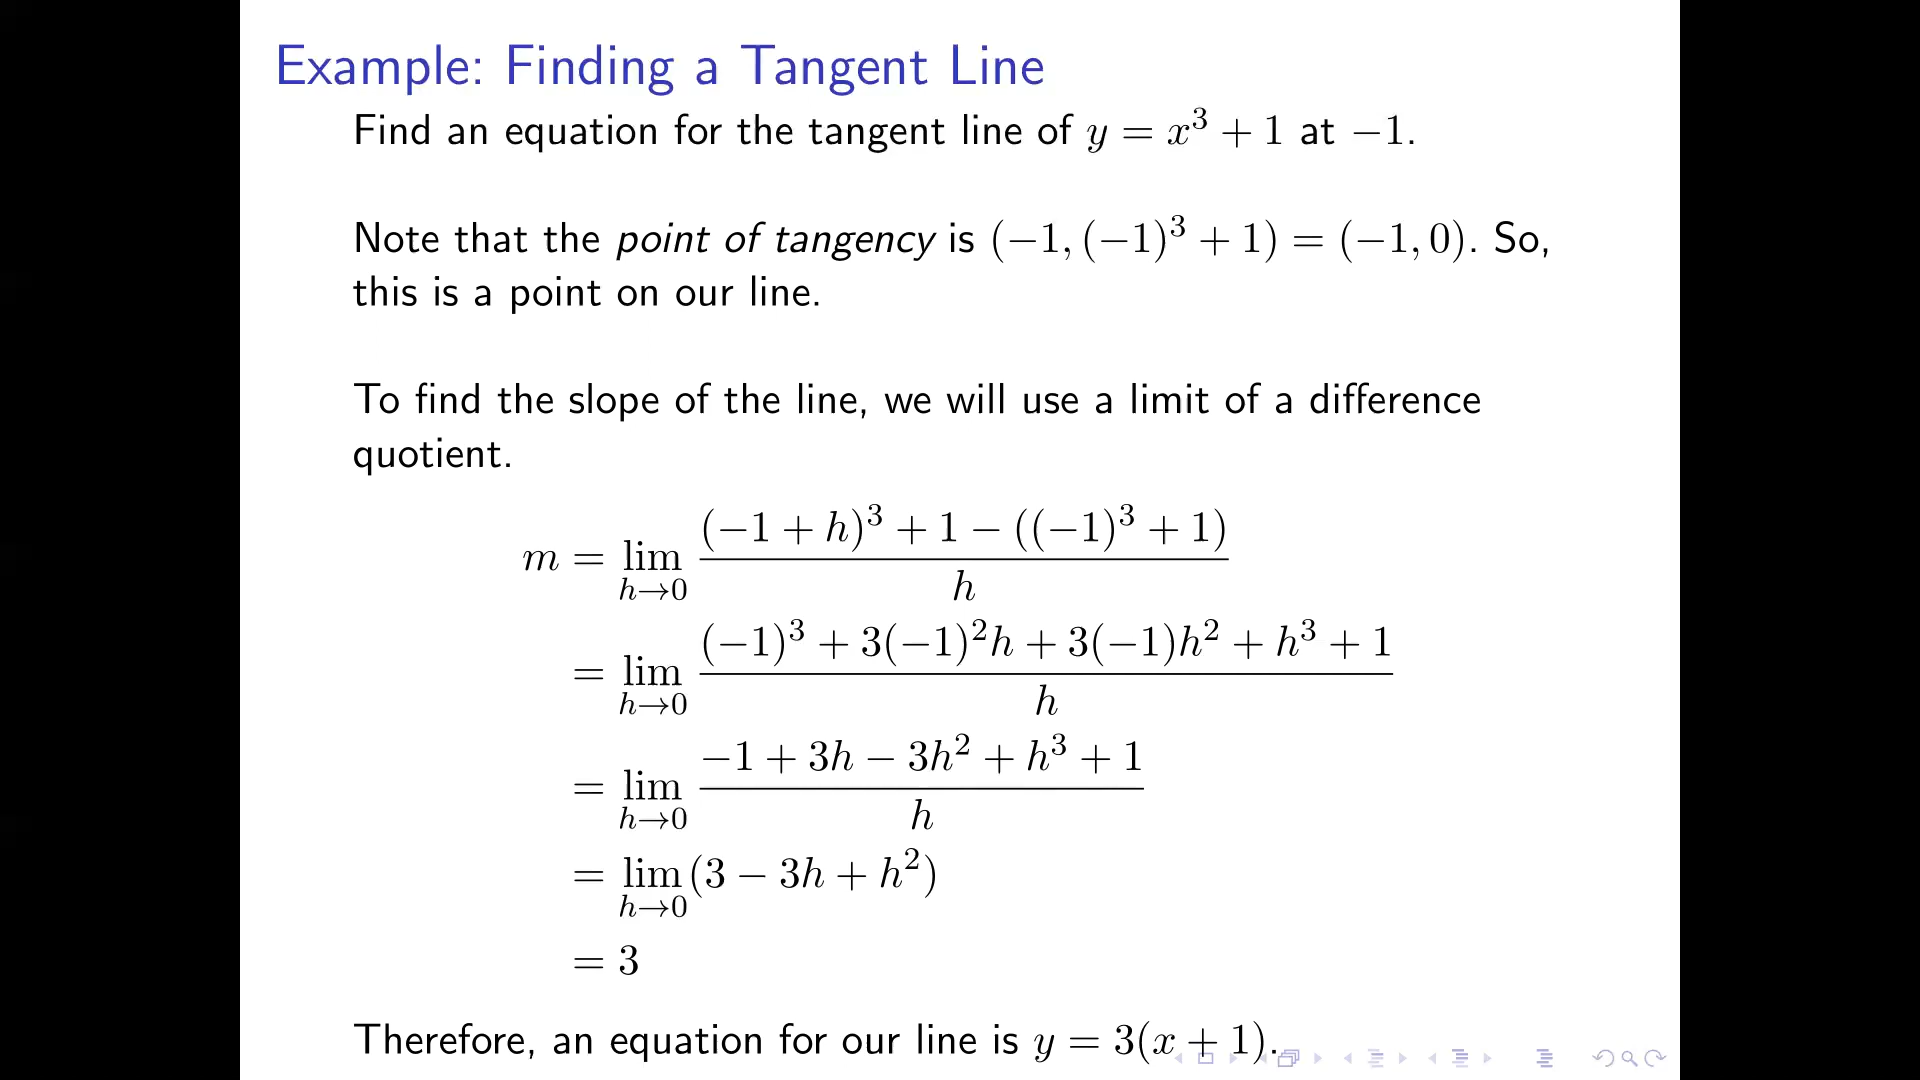 Example: Finding a Tangent Line
Find an equation for the tangent line of y = x³ + 1 at −1.
Note that the point of tangency is (−1, (−1)³ + 1) = (−1, 0). So,
this is a point on our line.
To find the slope of the line, we will use a limit of a difference
quotient.
m = lim_{h→0} \frac{(−1 + h)³ + 1 − ((−1)³ + 1)}{h}
= lim_{h→0} \frac{(−1)³ + 3(−1)²h + 3(−1)h² + h³ + 1}{h}
= lim_{h→0} \frac{−1 + 3h − 3h² + h³ + 1}{h}
= lim_{h→0} (3 − 3h + h²)
= 3
Therefore, an equation for our line is y = 3(x + 1).